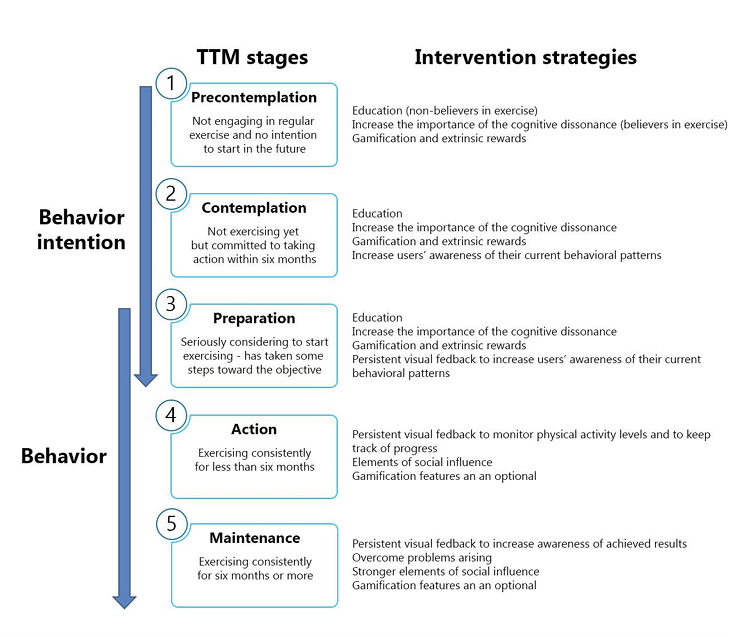 TTM stages
Intervention strategies
1
Precontemplation
Not engaging in regular
exercise and no intention
to start in the future
Education (non-believers in exercise)
Increase the importance of the cognitive dissonance (believers in exercise)
Gamification and extrinsic rewards
Behavior
intention
2
Contemplation
Not exercising yet
but committed to taking
action within six months
Education
Increase the importance of the cognitive dissonance
Gamification and extrinsic rewards
Increase users’ awareness of their current behavioral patterns
3
Preparation
Seriously considering to start
exercising - has taken some
steps toward the objective
Education
Increase the importance of the cognitive dissonance
Gamification and extrinsic rewards
Persistent visual fedback to increase users’ awareness of their current
behavioral patterns
Behavior
4
Action
Exercising consistently
for less than six months
Persistent visual fedback to monitor physical activity levels and to keep
track of progress
Elements of social influence
Gamification features an an optional
5
Maintenance
Exercising consistently
for six months or more
Persistent visual fedback to increase awareness of achieved results
Overcome problems arising
Stronger elements of social influence
Gamification features an an optional